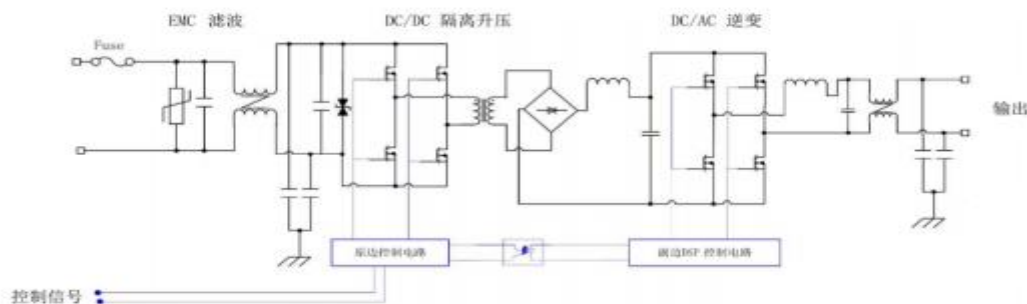 EMC 滤波
DC/DC 隔离升压
DC/AC 逆变
Fuse
输出
原边控制电路
副边DSP 控制电路
控制信号